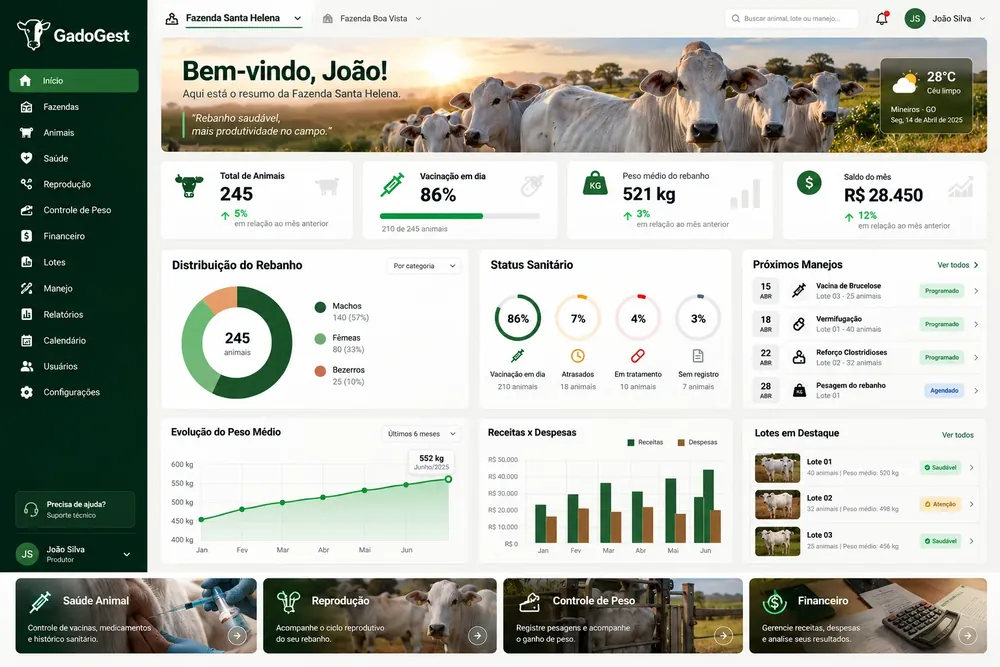 GadoGest
Início
Fazendas
Animais
Saúde
Reprodução
Controle de Peso
Financeiro
Lotes
Manejo
Relatórios
Calendário
Usuários
Configurações
Precisa de ajuda?
Suporte técnico
JS
João Silva
Produtor
Fazenda Santa Helena
Fazenda Boa Vista
Buscar animal, lote ou manejo...
JS
João Silva
Bem-vindo, João!
Aqui está o resumo da Fazenda Santa Helena.
"Rebanho saudável,
mais produtividade no campo."
28°C
Céu limpo
Mineiros - GO
Seg, 14 de Abril de 2025
Total de Animais
245
5%
em relação ao mês anterior
Vacinação em dia
86%
210 de 245 animais
KG
Peso médio do rebanho
521 kg
3%
em relação ao mês anterior
$
Saldo do mês
R$ 28.450
12%
em relação ao mês anterior
Distribuição do Rebanho
Por categoria
245
animais
Machos
140 (57%)
Fêmeas
80 (33%)
Bezerros
25 (10%)
Status Sanitário
86%
7%
4%
3%
Vacinação em dia
Atrasados
Em tratamento
Sem registro
210 animais
18 animais
10 animais
7 animais
Próximos Manejos
Ver todos
15
ABR
Vacina de Brucelose
Lote 03 - 25 animais
Programado
18
ABR
Vermifugação
Lote 01 - 40 animais
Programado
22
ABR
Reforço Clostridioses
Lote 02 - 32 animais
Programado
28
ABR
Pesagem do rebanho
Lote 01
Agendado
Evolução do Peso Médio
Últimos 6 meses
552 kg
Junho/2025
600 kg
550 kg
500 kg
450 kg
400 kg
Jan
Fev
Mar
Abr
Mai
Jun
Receitas x Despesas
Receitas
Despesas
R$ 50.000
R$ 40.000
R$ 30.000
R$ 20.000
R$ 10.000
R$ 0
Jan
Fev
Mar
Abr
Mai
Jun
Lotes em Destaque
Ver todos
Lote 01
40 animais | Peso médio: 520 kg
Saudável
Lote 02
32 animais | Peso médio: 498 kg
Atenção
Lote 03
25 animais | Peso médio: 456 kg
Saudável
Saúde Animal
Controle de vacinas, medicamentos
e histórico sanitário.
Reprodução
Acompanhe o ciclo reprodutivo
do seu rebanho.
Controle de Peso
Registre pesagens e acompanhe
o ganho de peso.
Financeiro
Gerencie receitas, despesas
e analise seus resultados.